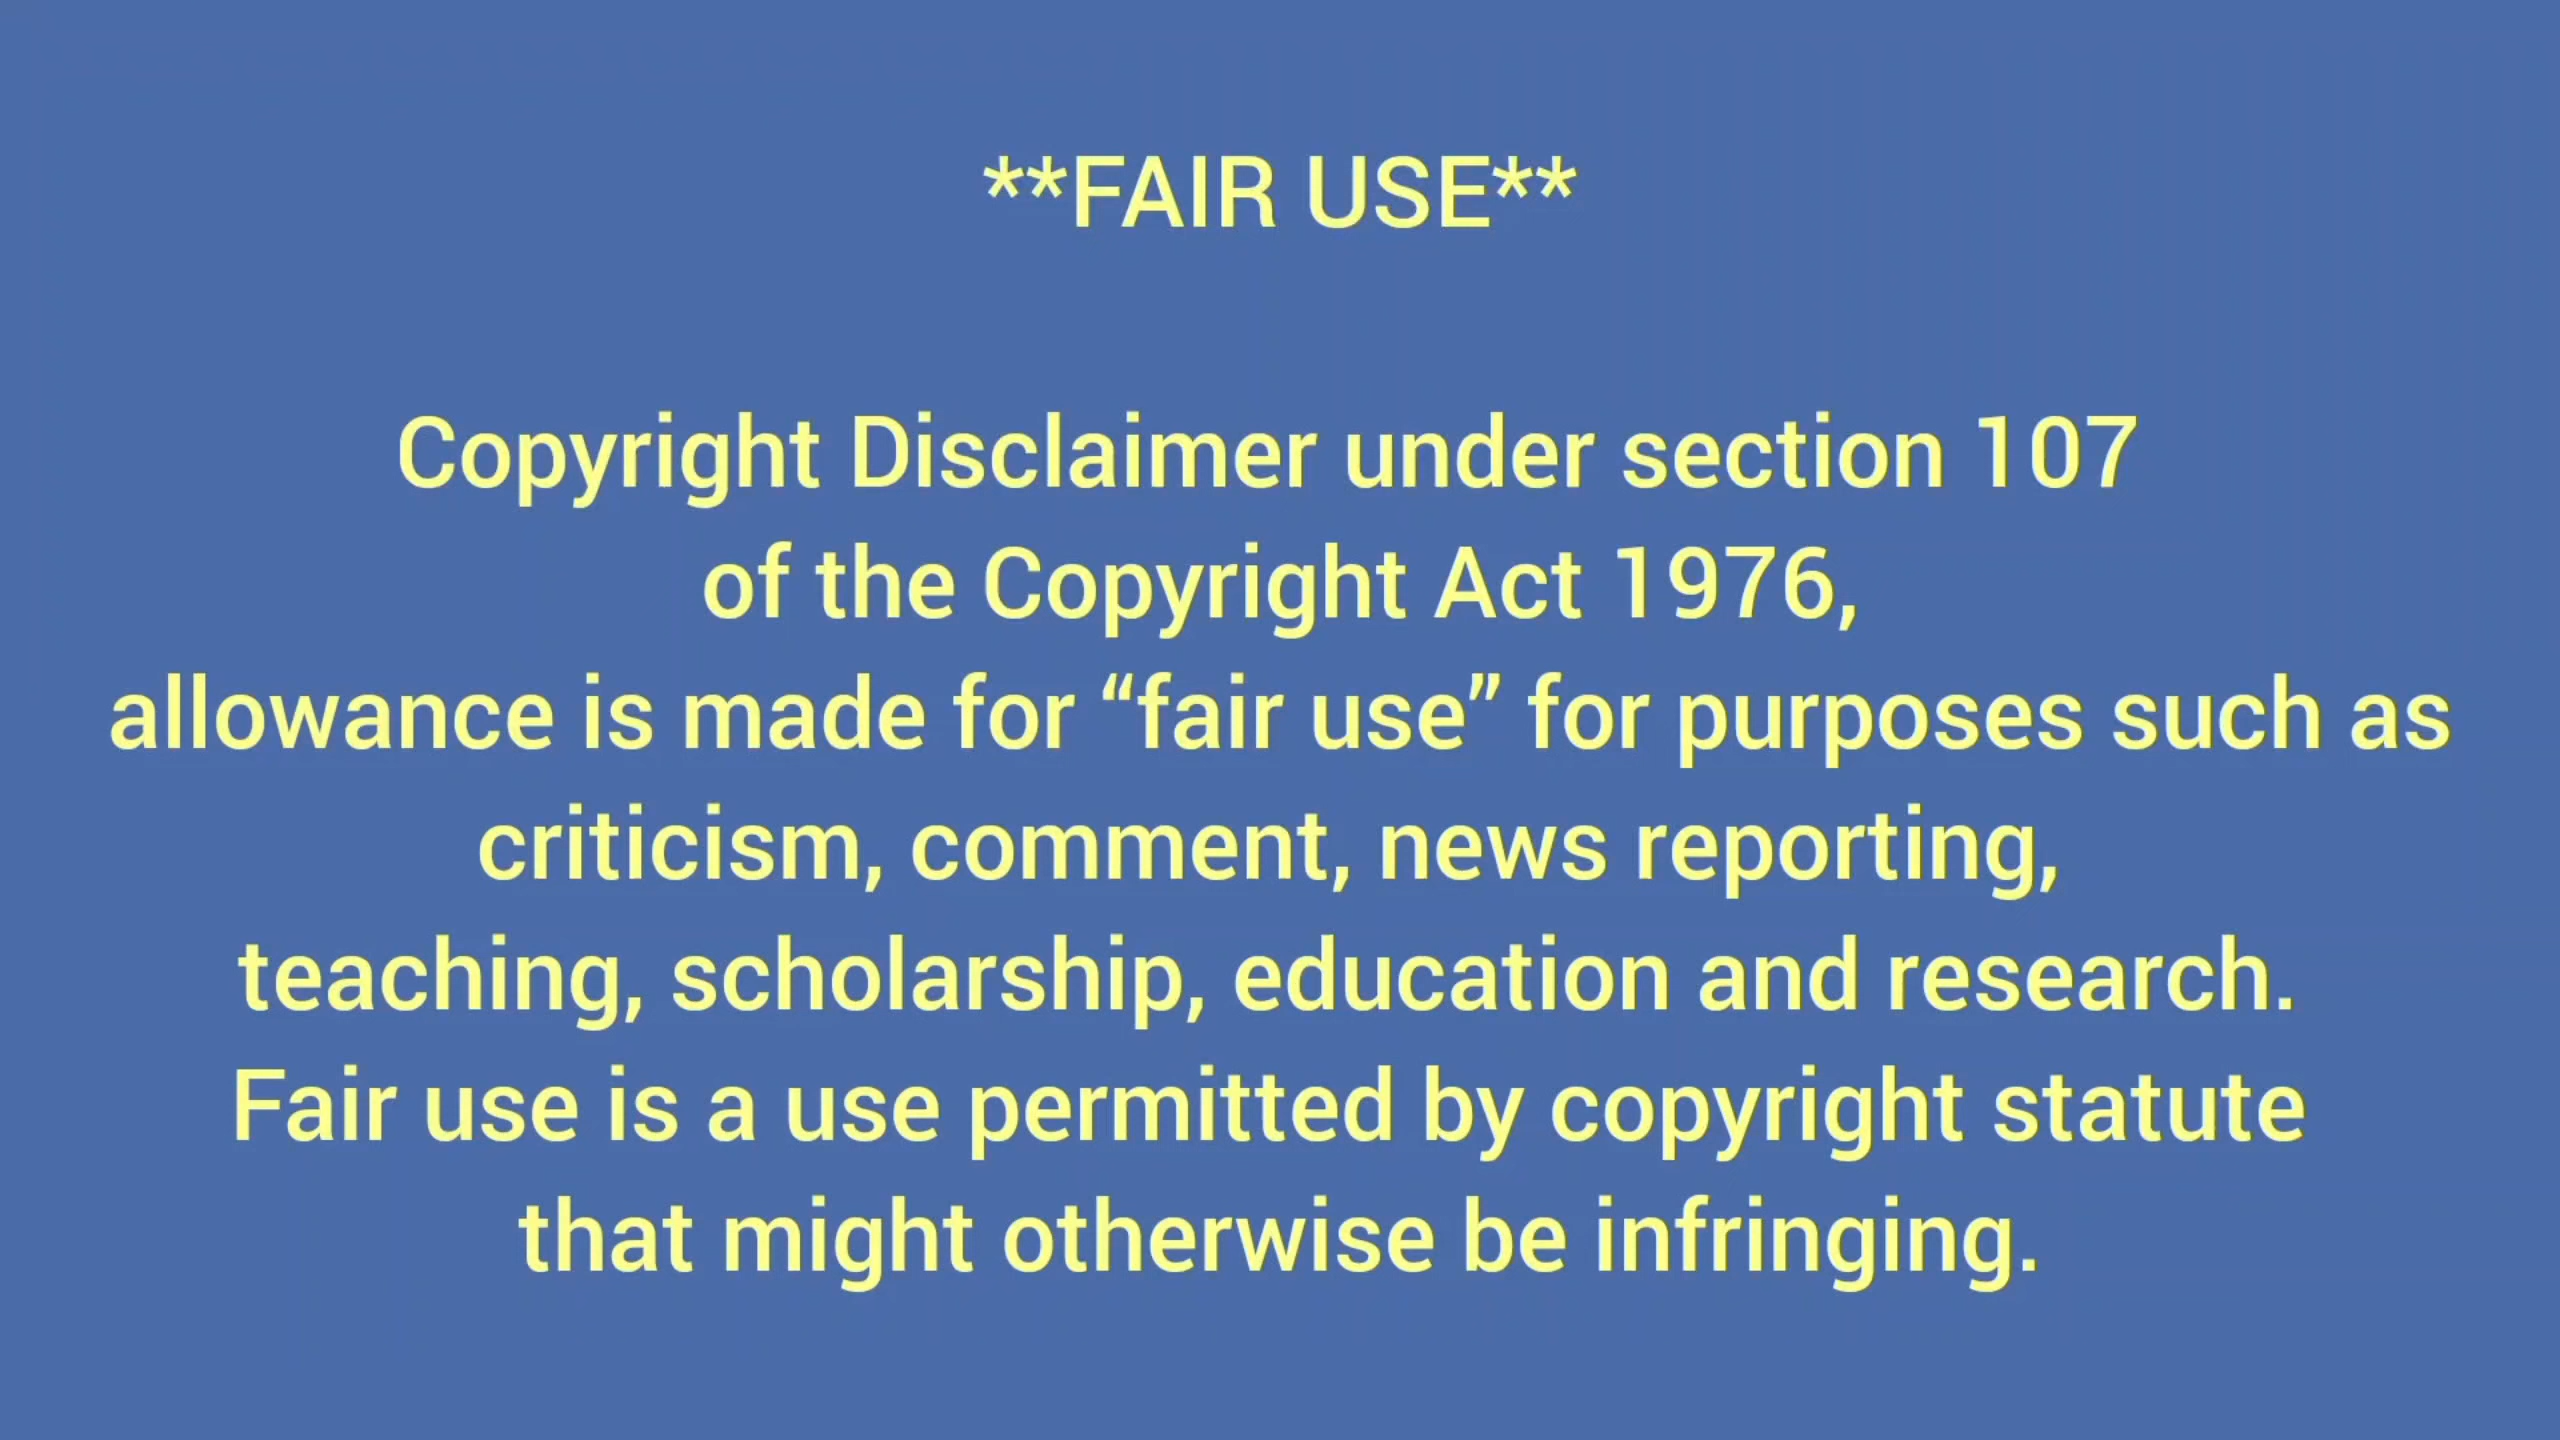 **FAIR USE**
Copyright Disclaimer under section 107
of the Copyright Act 1976,
allowance is made for “fair use” for purposes such as
criticism, comment, news reporting,
teaching, scholarship, education and research.
Fair use is a use permitted by copyright statute
that might otherwise be infringing.